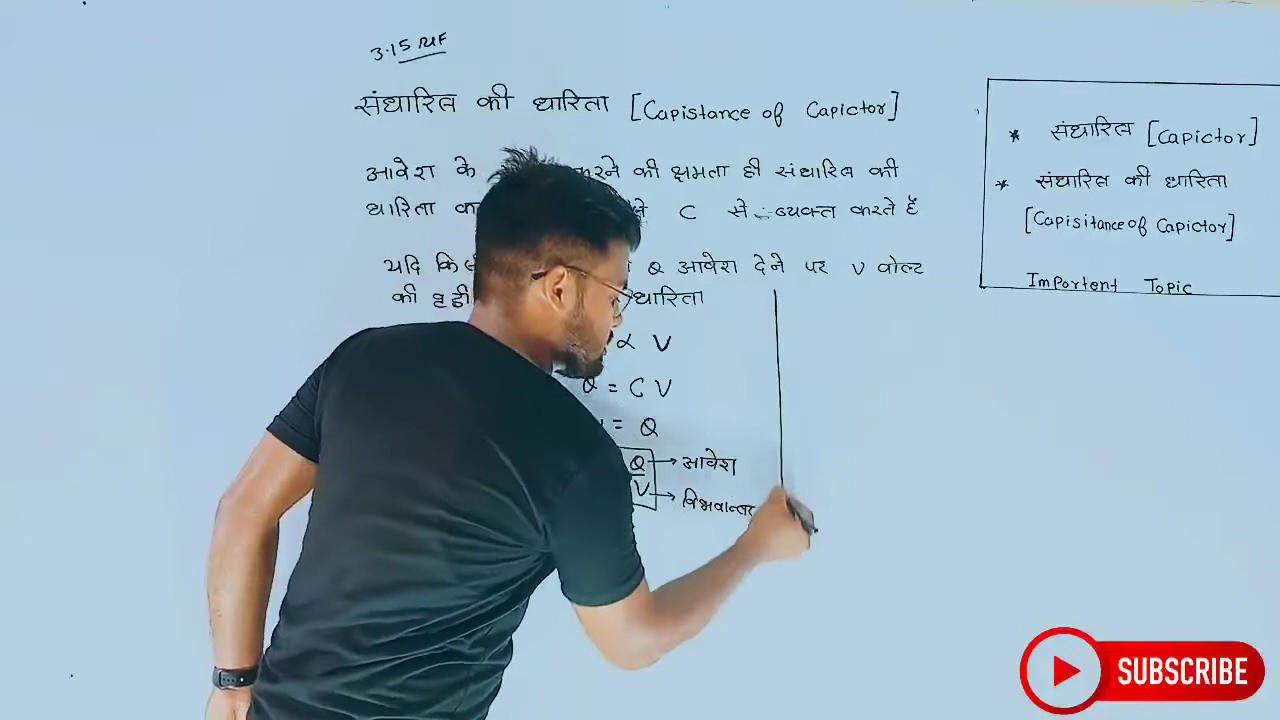 3.15 μF
संधारित्र की धारिता [Capistance of Capictor]
आवेश के करने की क्षमता ही संधारित्र की
धारिता C से व्यक्त करते हैं
यदि Q आवेश देने पर V वोल्ट
की वृद्धी धारिता
∝ V
Q = C V
= Q
Q → आवेश
V → विभवान्तर
* संधारित्र [Capictor]
* संधारित्र की धारिता
[Capisitance of Capictor]
Importent Topic
SUBSCRIBE